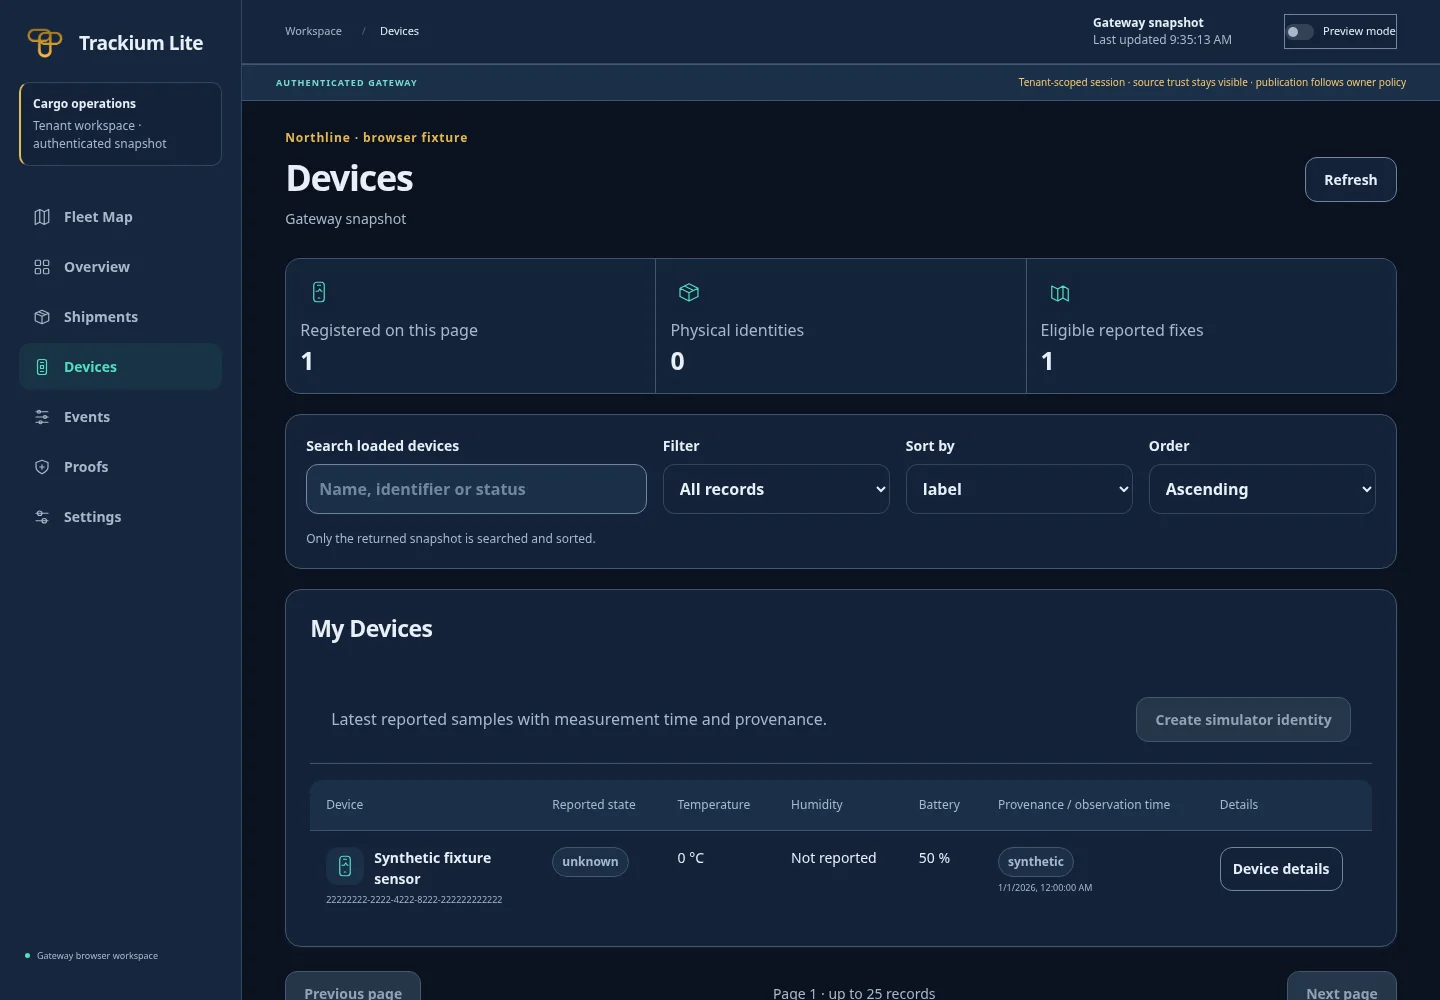 Trackium Lite
Cargo operations
Tenant workspace ·
authenticated snapshot
Fleet Map
Overview
Shipments
Devices
Events
Proofs
Settings
Gateway browser workspace
Workspace / Devices
Gateway snapshot
Last updated 9:35:13 AM
Preview mode
AUTHENTICATED GATEWAY
Tenant-scoped session · source trust stays visible · publication follows owner policy
Northline · browser fixture
Devices
Gateway snapshot
Refresh
Registered on this page
1
Physical identities
0
Eligible reported fixes
1
Search loaded devices
Name, identifier or status
Filter
All records
Sort by
label
Order
Ascending
Only the returned snapshot is searched and sorted.
My Devices
Latest reported samples with measurement time and provenance.
Create simulator identity
Device Reported state Temperature Humidity Battery Provenance / observation time Details
Synthetic fixture
sensor
22222222-2222-4222-8222-222222222222
unknown
0 °C
Not reported
50 %
synthetic
1/1/2026, 12:00:00 AM
Device details
Previous page
Page 1 · up to 25 records
Next page